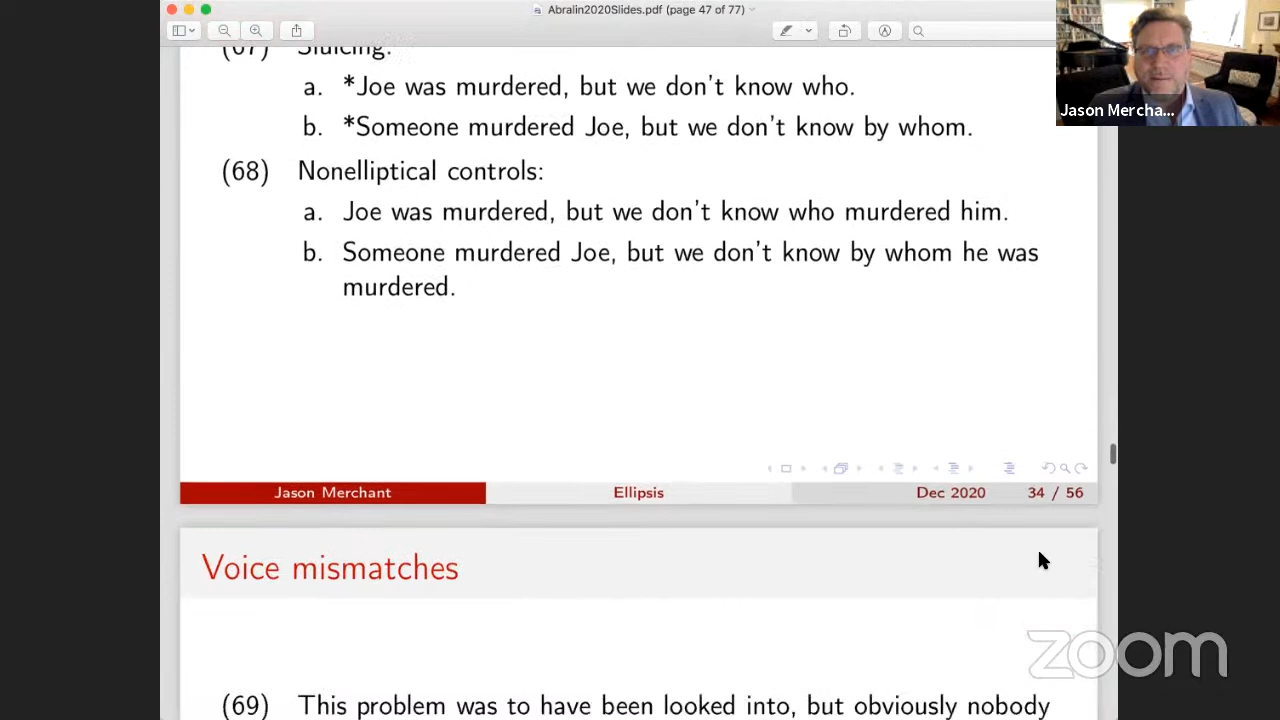 Abralin2020Slides.pdf (page 47 of 77)
(67) Sluicing:
a. *Joe was murdered, but we don't know who.
b. *Someone murdered Joe, but we don't know by whom.
(68) Nonelliptical controls:
a. Joe was murdered, but we don't know who murdered him.
b. Someone murdered Joe, but we don't know by whom he was
murdered.
Jason Merchant Ellipsis Dec 2020 34 / 56
Voice mismatches
(69) This problem was to have been looked into, but obviously nobody
Jason Mercha...
zoom